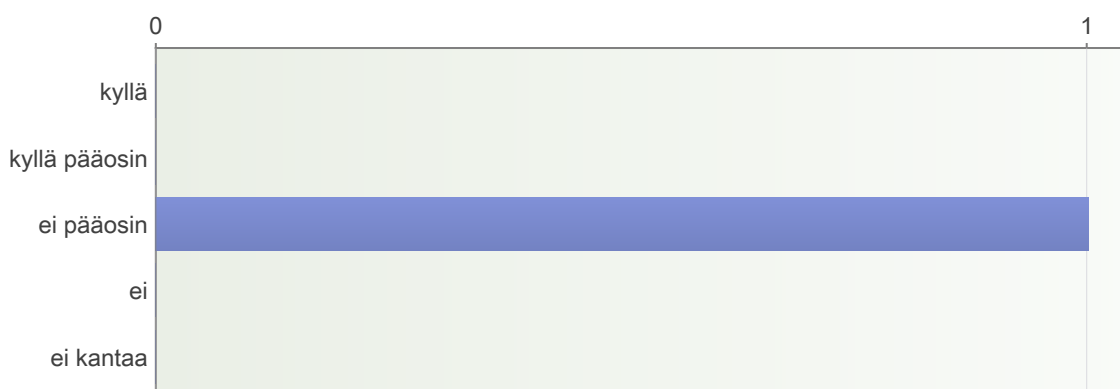 0 1
kyllä
kyllä pääosin
ei pääosin
ei
ei kantaa